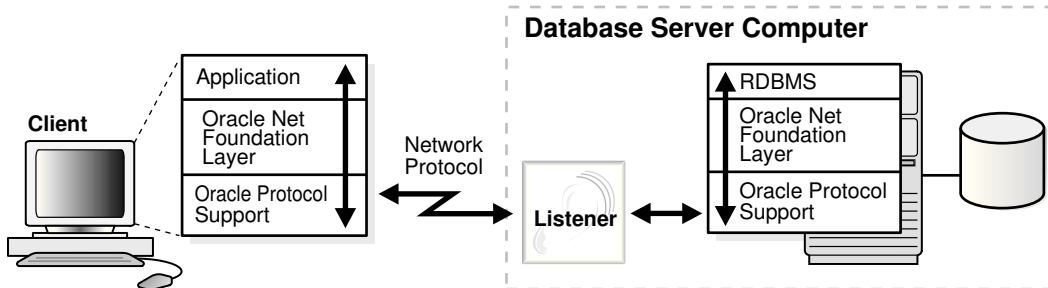 Database Server Computer
Client
Application
Oracle Net
Foundation
Layer
Oracle Protocol
Support
Network
Protocol
Listener
RDBMS
Oracle Net
Foundation
Layer
Oracle Protocol
Support